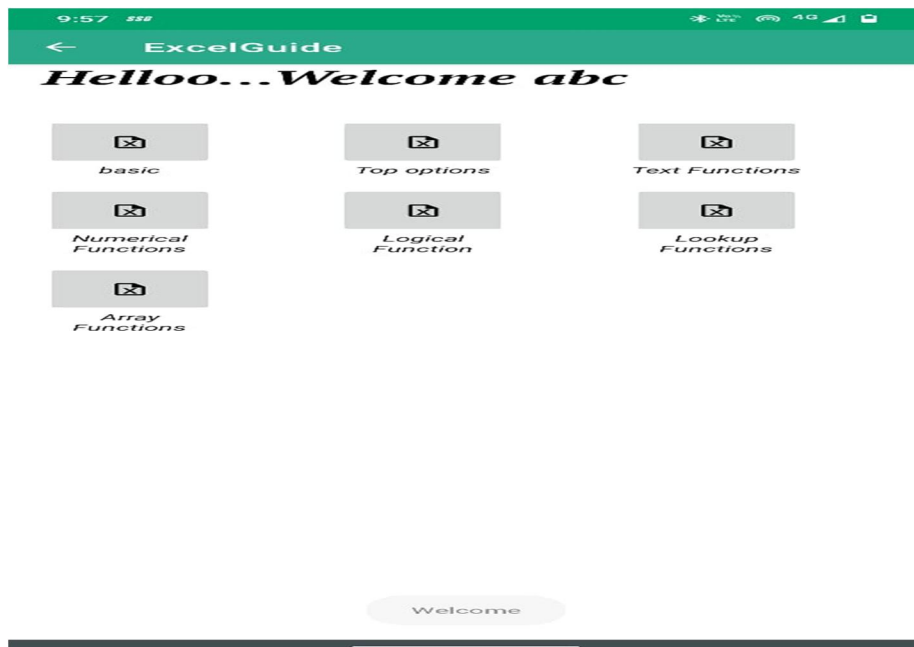 9:57
4G
ExcelGuide
Helloo...Welcome abc
basic
Top options
Text Functions
Numerical
Functions
Logical
Function
Lookup
Functions
Array
Functions
Welcome